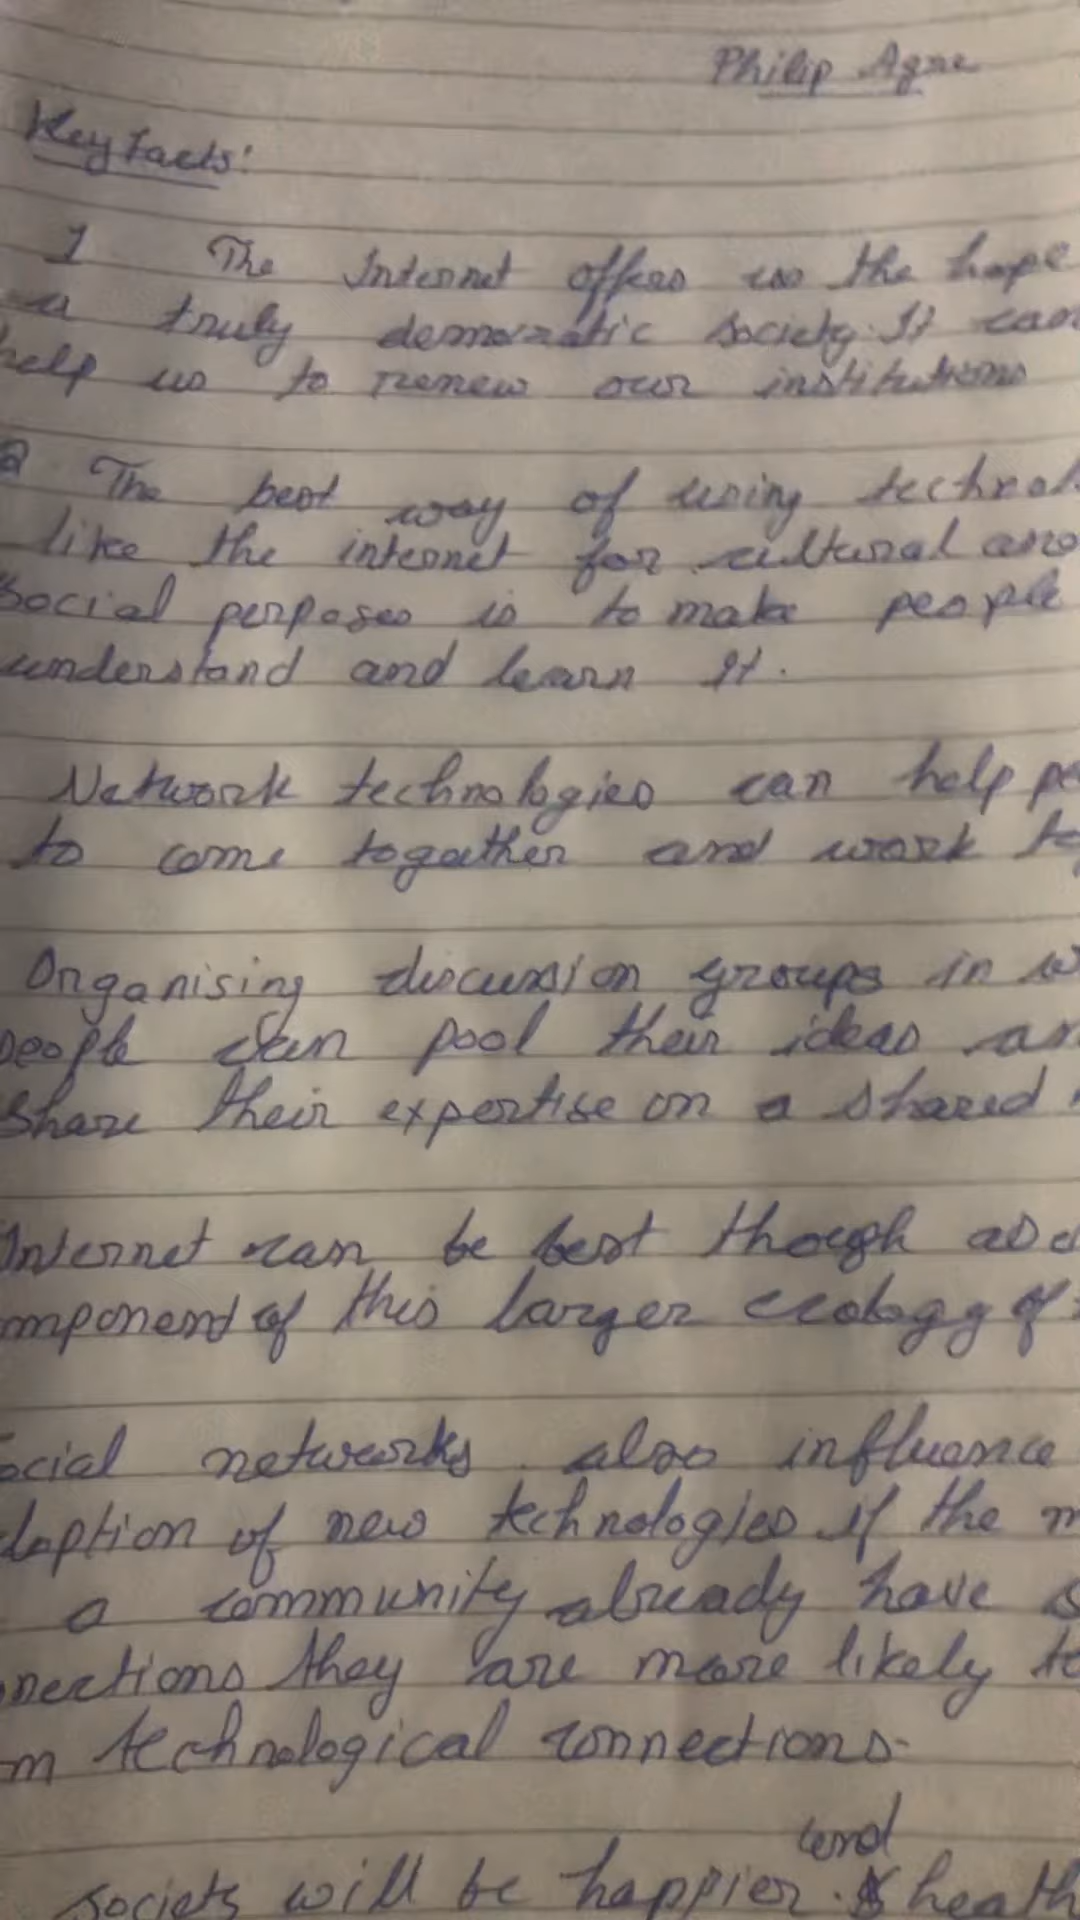 Philip Agre
Key Facts:
1 The Internet offers us the hope
a truly democratic society. It can
help us to renew our institutions
2 The best way of using technol
like the internet for cultural and
Social perposes is to make people
understand and learn it.
Network technologies can help pe
to come togather and work tog
Organising discussion groups in w
people can pool their ideas an
Share their expertise on a shared
Internet can be best though as a
mponent of this larger ecology of
ocial networks also influence
doption of new technologies if the m
a community already have s
nnections they are more likely to
m technological connections.
and
society will be happier. & health